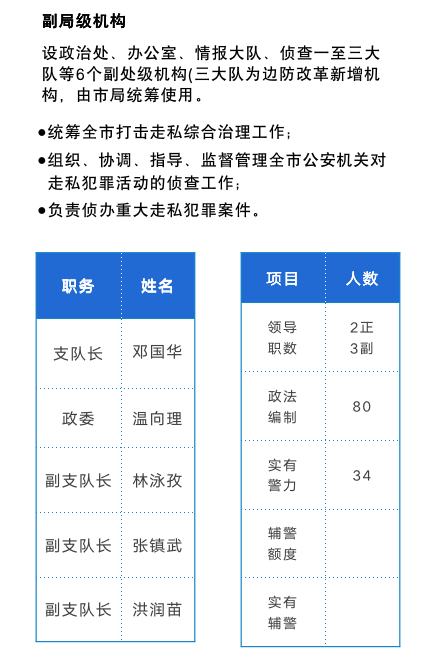 副局级机构
设政治处、办公室、情报大队、侦查一至三大
队等6个副处级机构(三大队为边防改革新增机
构，由市局统筹使用。
●统筹全市打击走私综合治理工作;
●组织、协调、指导、监督管理全市公安机关对
走私犯罪活动的侦查工作;
●负责侦办重大走私犯罪案件。
职务 姓名
支队长 邓国华
政委 温向理
副支队长 林泳孜
副支队长 张镇武
副支队长 洪润苗
项目 人数
领导 2正
职数 3副
政法
编制 80
实有
警力 34
辅警
额度
实有
辅警